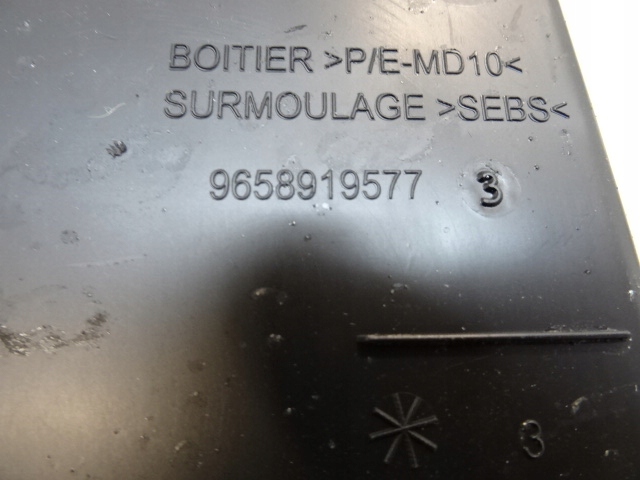 BOITIER >P/E-MD10<
SURMOULAGE >SEBS<
9658919577 3
3